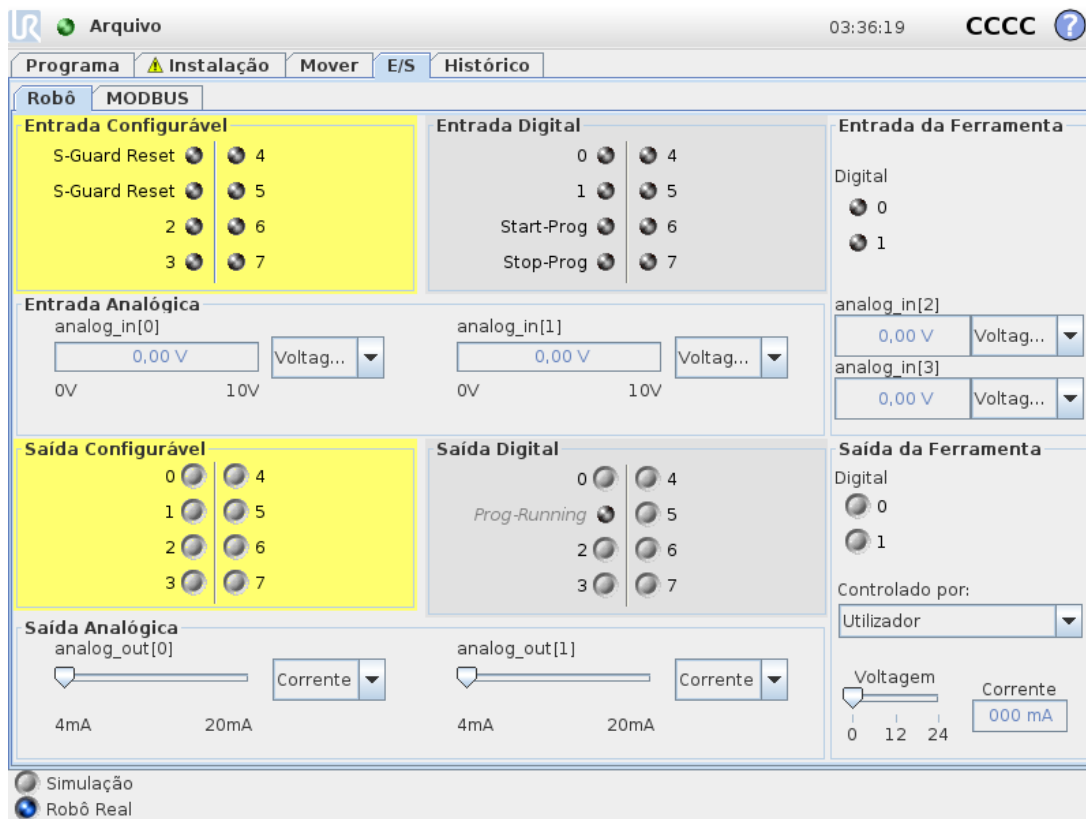 UR Arquivo 03:36:19 CCCC ?
Programa Instalação Mover E/S Histórico
Robô MODBUS
Entrada Configurável
S-Guard Reset 4
S-Guard Reset 5
2 6
3 7
Entrada Digital
0 4
1 5
Start-Prog 6
Stop-Prog 7
Entrada da Ferramenta
Digital
0
1
analog_in[2]
0,00 V Voltag...
analog_in[3]
0,00 V Voltag...
Entrada Analógica
analog_in[0]
0,00 V Voltag...
0V 10V
analog_in[1]
0,00 V Voltag...
0V 10V
Saída Configurável
0 4
1 5
2 6
3 7
Saída Digital
0 4
Prog-Running 5
2 6
3 7
Saída da Ferramenta
Digital
0
1
Controlado por:
Utilizador
Voltagem
0 12 24
Corrente
000 mA
Saída Analógica
analog_out[0]
Corrente
4mA 20mA
analog_out[1]
Corrente
4mA 20mA
Simulação
Robô Real